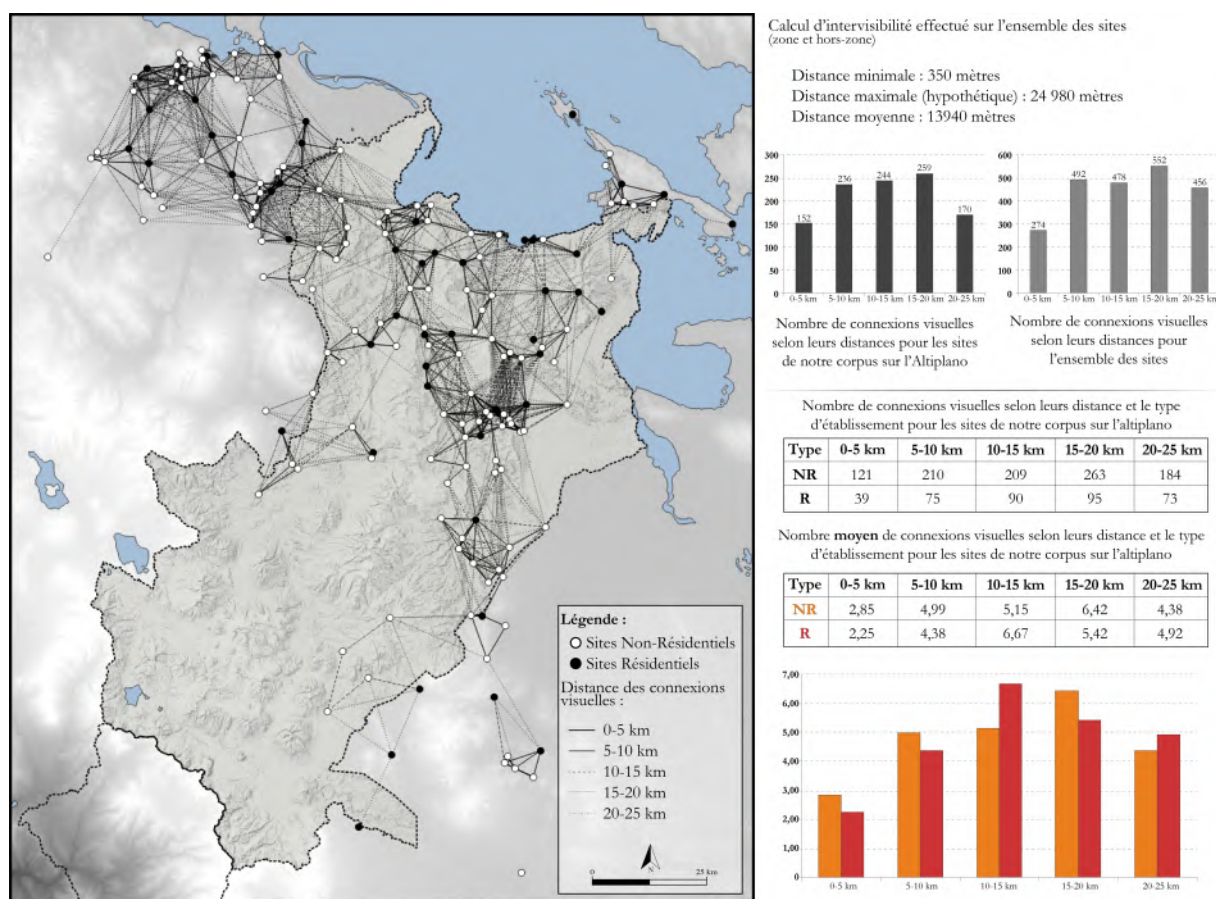 Légende :
Sites Non-Résidentiels
Sites Résidentiels
Distance des connexions
visuelles :
0-5 km
5-10 km
10-15 km
15-20 km
20-25 km
N
0 25 km
Calcul d'intervisibilité effectué sur l'ensemble des sites
(zone et hors-zone)
Distance minimale : 350 mètres
Distance maximale (hypothétique) : 24 980 mètres
Distance moyenne : 13940 mètres
300
250
200
150
100
50
0
152 236 244 259 170
0-5 km 5-10 km 10-15 km 15-20 km 20-25 km
Nombre de connexions visuelles
selon leurs distances pour les sites
de notre corpus sur l'Altiplano
600
500
400
300
200
100
0
274 492 478 552 456
0-5 km 5-10 km 10-15 km 15-20 km 20-25 km
Nombre de connexions visuelles
selon leurs distances pour
l'ensemble des sites
Nombre de connexions visuelles selon leurs distance et le type
d'établissement pour les sites de notre corpus sur l'altiplano
Type 0-5 km 5-10 km 10-15 km 15-20 km 20-25 km
NR 121 210 209 263 184
R 39 75 90 95 73
Nombre moyen de connexions visuelles selon leurs distance et le type
d'établissement pour les sites de notre corpus sur l'altiplano
Type 0-5 km 5-10 km 10-15 km 15-20 km 20-25 km
NR 2,85 4,99 5,15 6,42 4,38
R 2,25 4,38 6,67 5,42 4,92
7,00
6,00
5,00
4,00
3,00
2,00
1,00
0
0-5 km 5-10 km 10-15 km 15-20 km 20-25 km